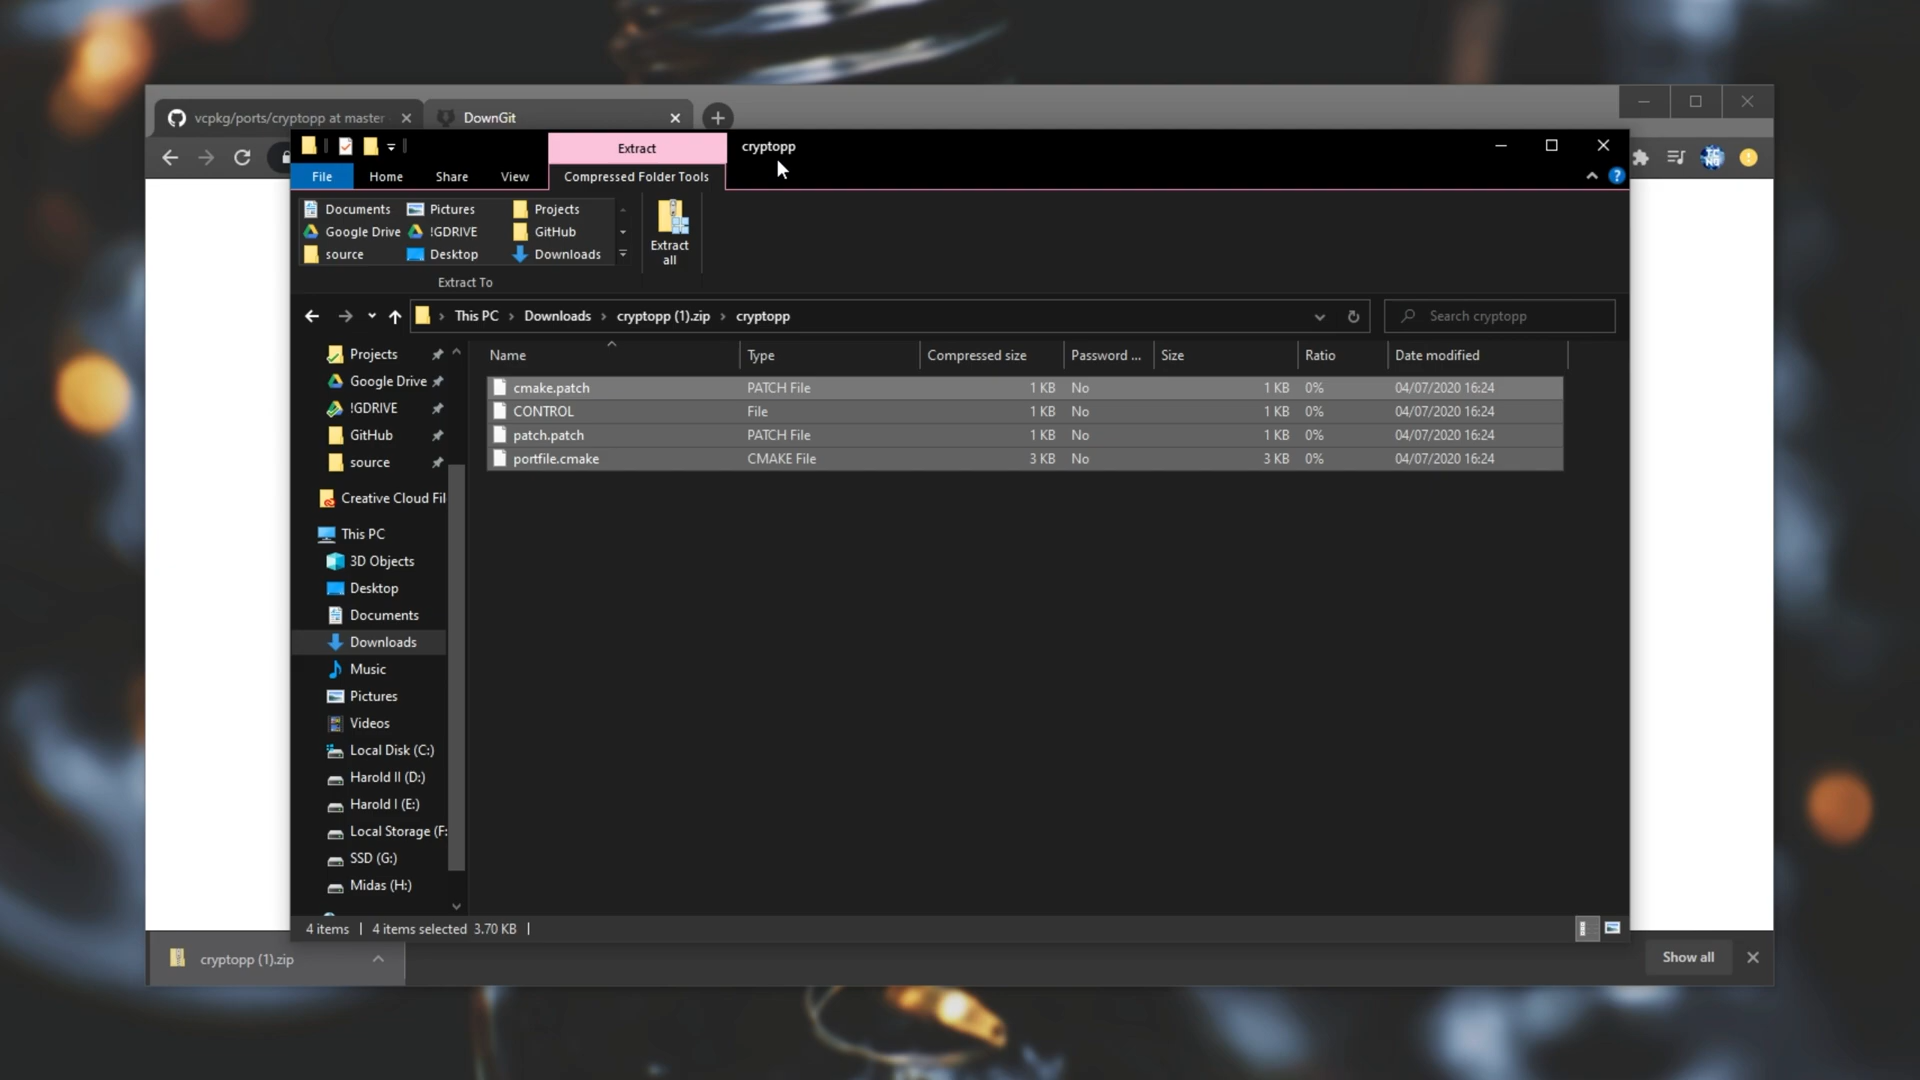 vcpkg/ports/cryptopp at master
DownGit
Extract
cryptopp
File
Home
Share
View
Compressed Folder Tools
Documents
Pictures
Projects
Google Drive
!GDRIVE
GitHub
source
Desktop
Downloads
Extract all
Extract To
This PC > Downloads > cryptopp (1).zip > cryptopp
Search cryptopp
Name Type Compressed size Password ... Size Ratio Date modified
cmake.patch PATCH File 1 KB No 1 KB 0% 04/07/2020 16:24
CONTROL File 1 KB No 1 KB 0% 04/07/2020 16:24
patch.patch PATCH File 1 KB No 1 KB 0% 04/07/2020 16:24
portfile.cmake CMAKE File 3 KB No 3 KB 0% 04/07/2020 16:24
Projects
Google Drive
!GDRIVE
GitHub
source
Creative Cloud Fil
This PC
3D Objects
Desktop
Documents
Downloads
Music
Pictures
Videos
Local Disk (C:)
Harold II (D:)
Harold I (E:)
Local Storage (F:
SSD (G:)
Midas (H:)
4 items | 4 items selected 3.70 KB |
cryptopp (1).zip
Show all